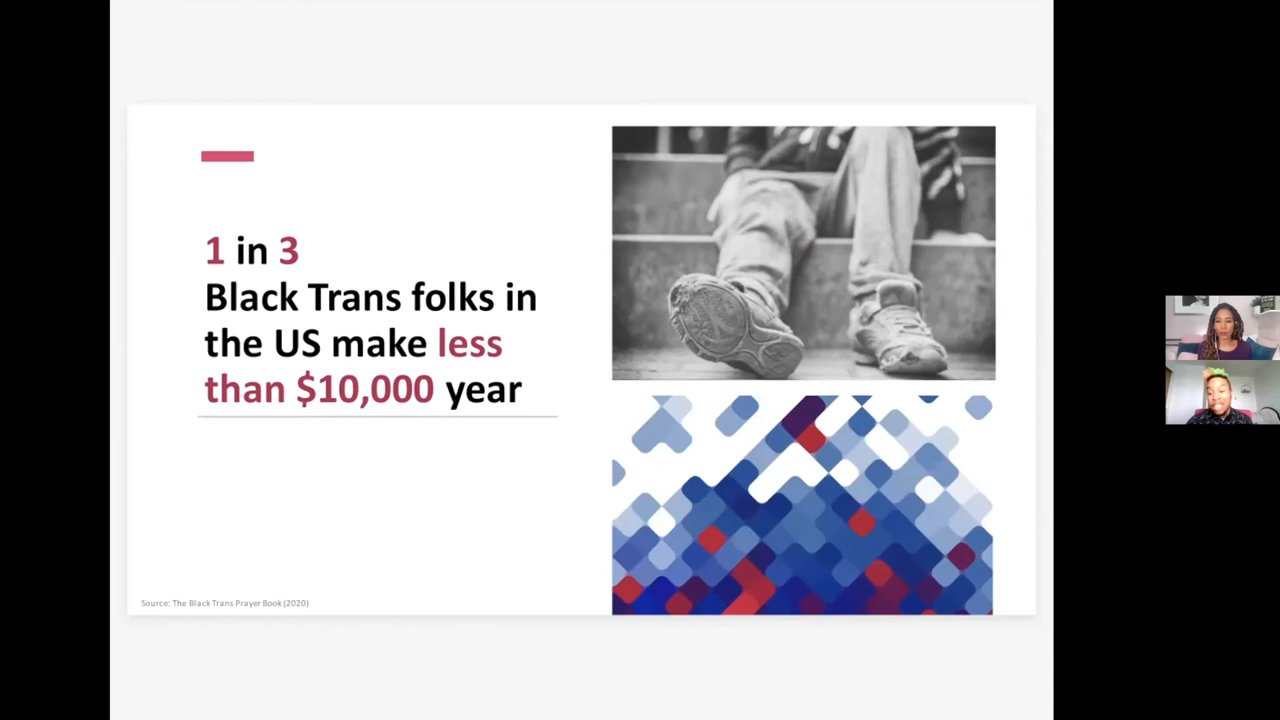 1 in 3
Black Trans folks in
the US make less
than $10,000 year
Source: The Black Trans Prayer Book (2020)